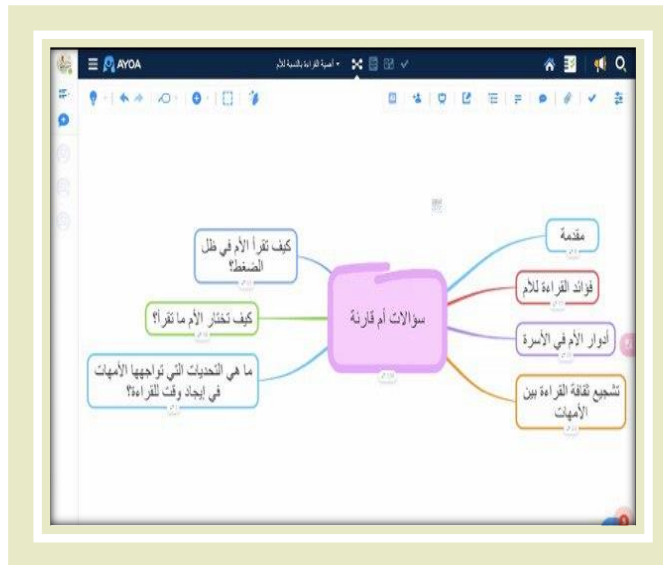 AYOA
أهمية القراءة بالنسبة للأم
سؤالات أم قارئة
مقدمة
فوائد القراءة للأم
أدوار الأم في الأسرة
تشجيع ثقافة القراءة بين
الأمهات
كيف تقرأ الأم في ظل
الضغط؟
كيف تختار الأم ما تقرأ؟
ما هي التحديات التي تواجهها الأمهات
في إيجاد وقت للقراءة؟